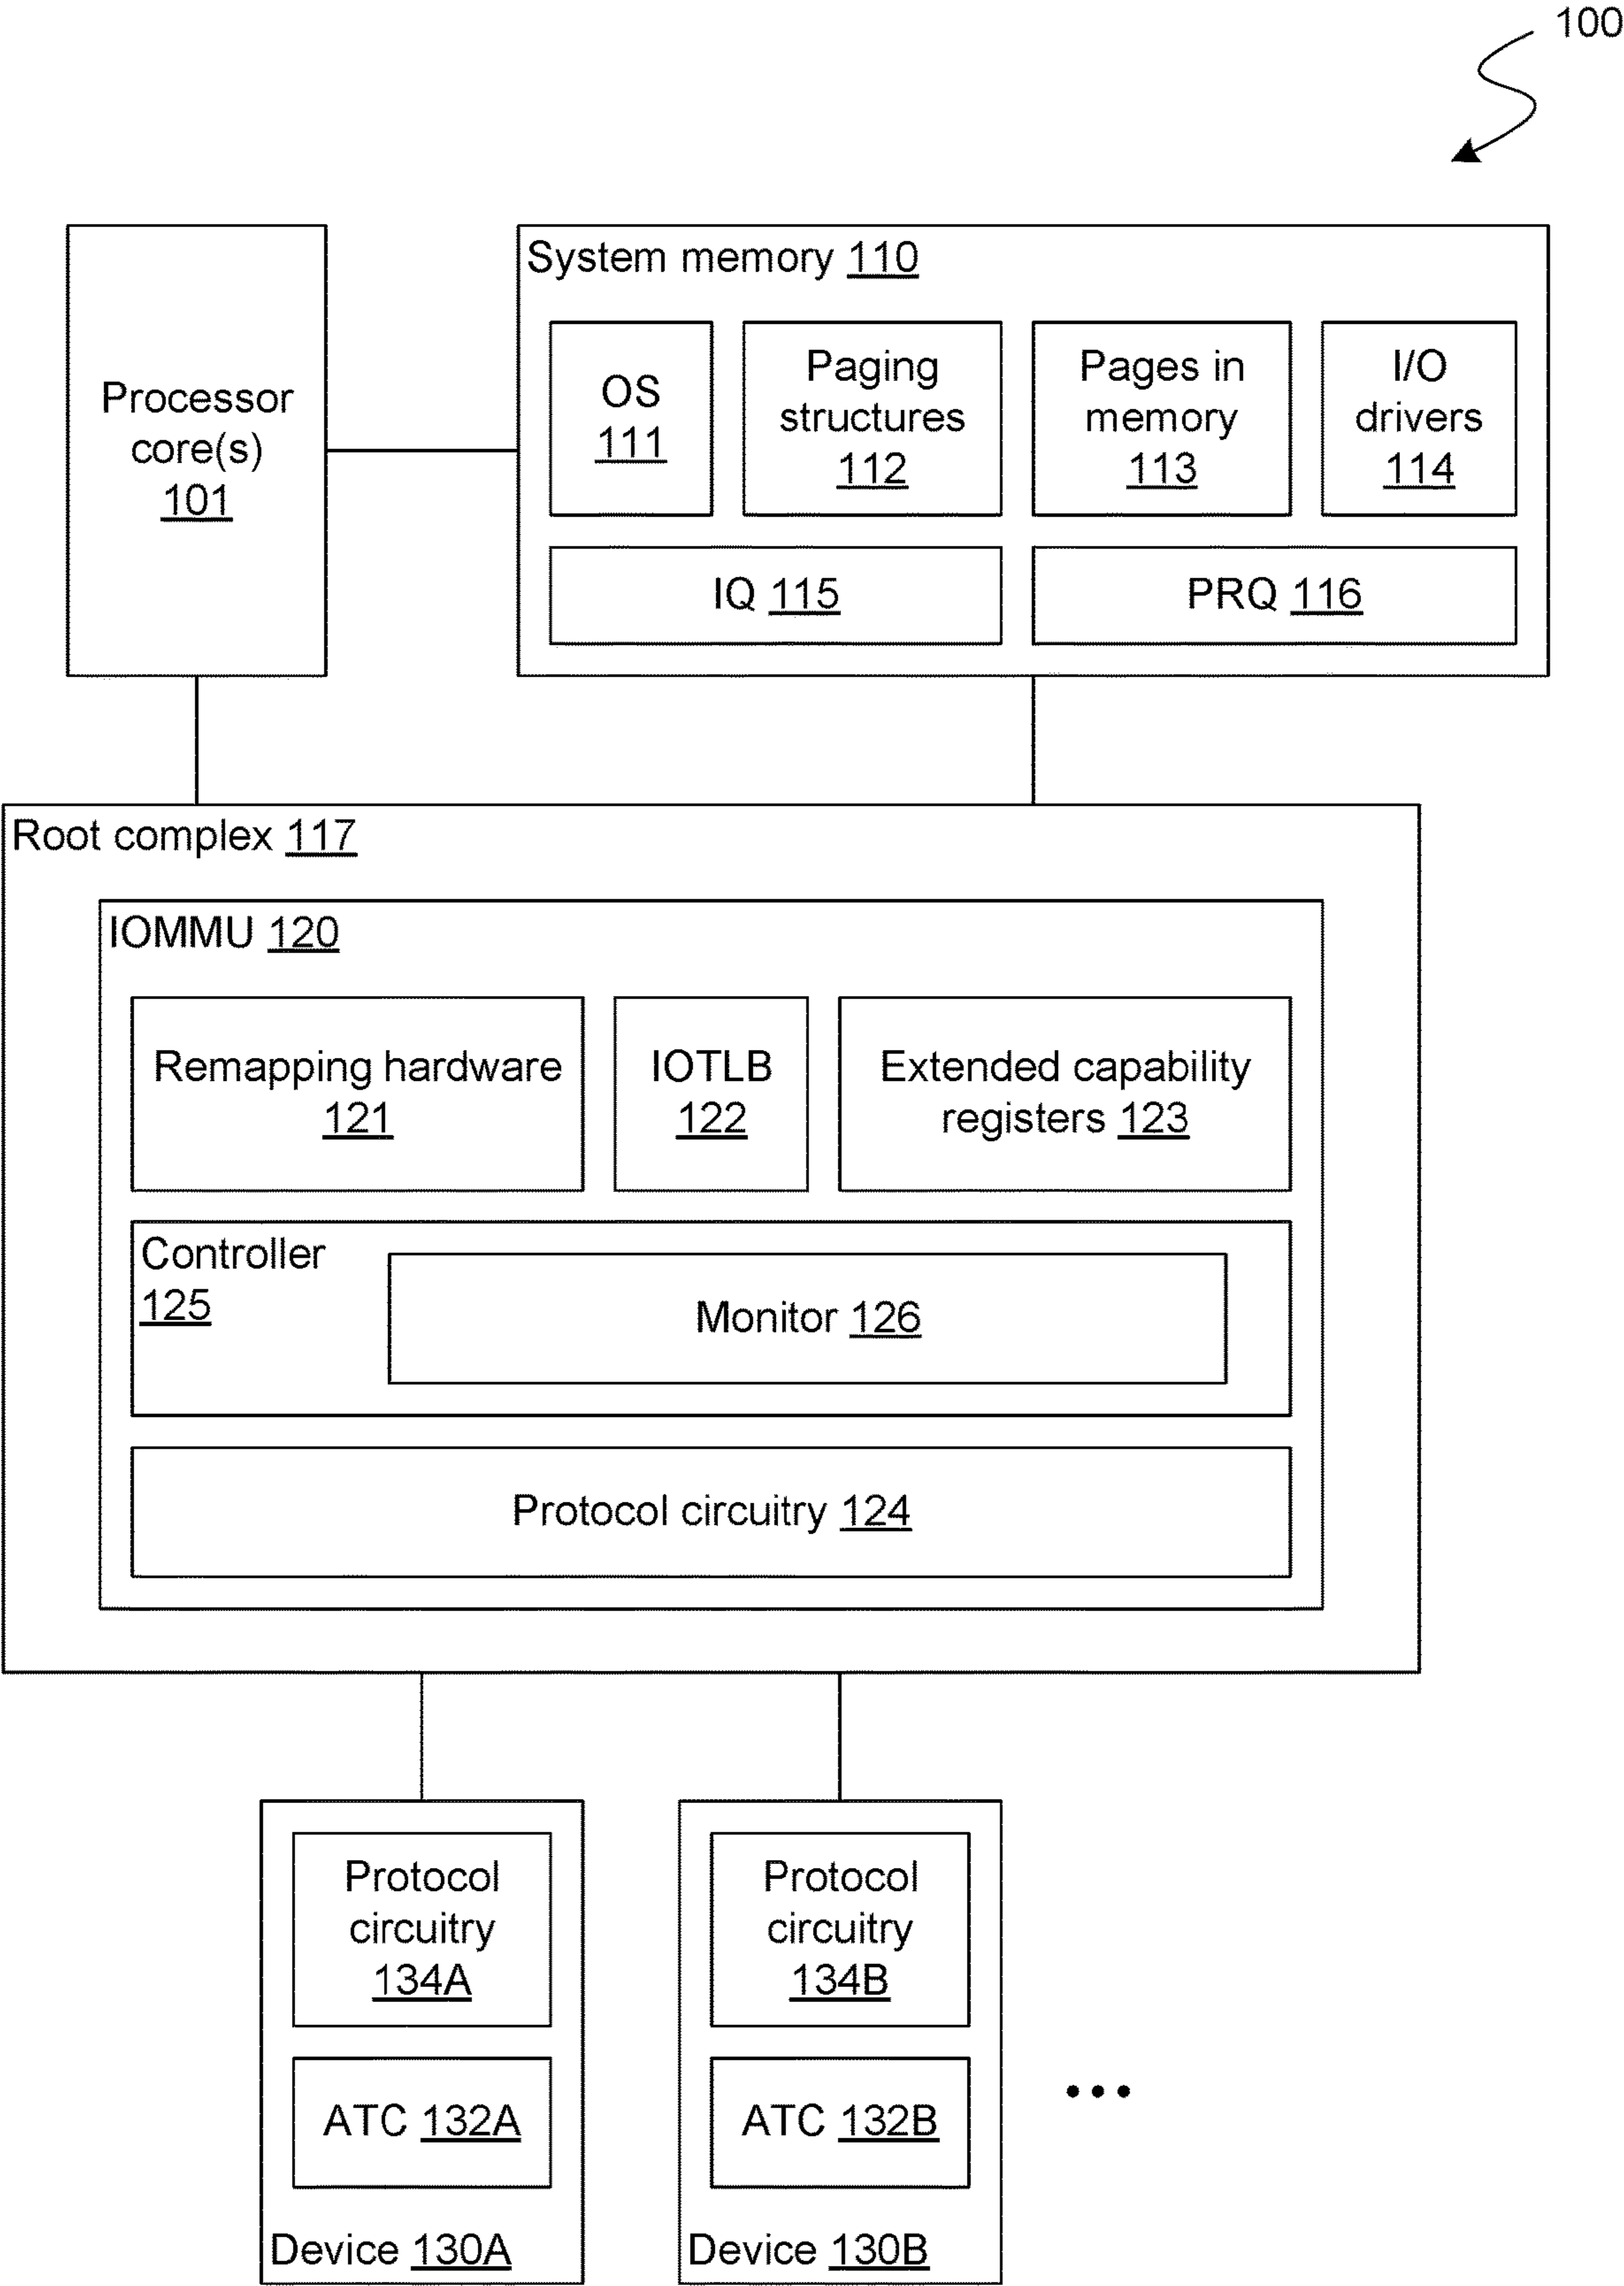 100
System memory 110
Processor
core(s)
101
OS
111
Paging
structures
112
Pages in
memory
113
I/O
drivers
114
IQ 115
PRQ 116
Root complex 117
IOMMU 120
Remapping hardware
121
IOTLB
122
Extended capability
registers 123
Controller
125
Monitor 126
Protocol circuitry 124
Protocol
circuitry
134A
ATC 132A
Device 130A
Protocol
circuitry
134B
ATC 132B
Device 130B
...